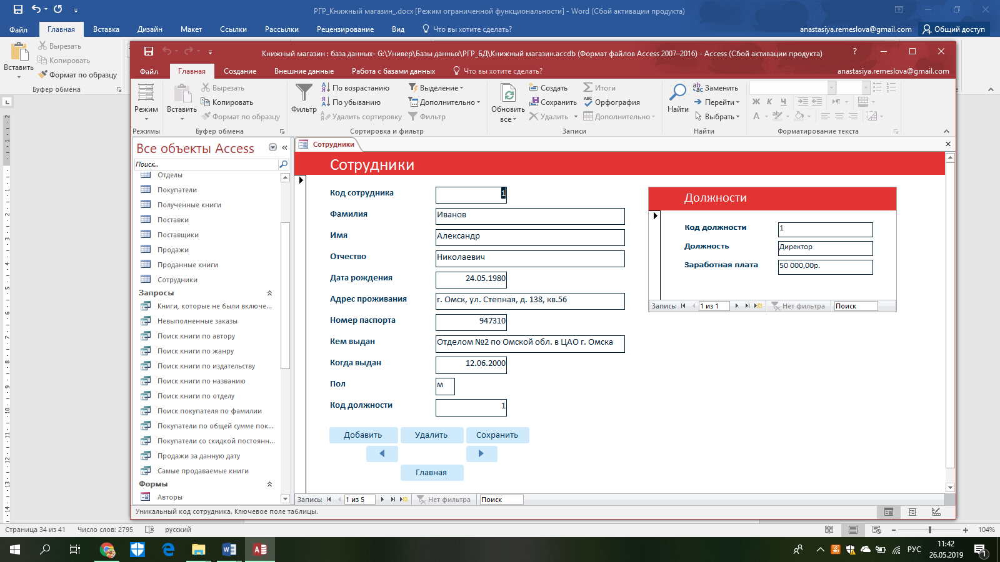 РГР_Книжный магазин_.docx [Режим ограниченной функциональности] - Word (Сбой активации продукта)
Файл Главная Вставка Дизайн Макет Ссылки Рассылки Рецензирование Вид Что вы хотите сделать? anastasiya.remeslova@gmail.com Общий доступ
Вставить
Вырезать
Копировать
Формат по образцу
Буфер обмена
Книжный магазин : база данных- G:\Универ\Базы данных\РГР_БД\Книжный магазин.accdb (Формат файлов Access 2007–2016) - Access (Сбой активации продукта)
Файл Главная Создание Внешние данные Работа с базами данных Что вы хотите сделать? anastasiya.remeslova@gmail.com
Режим
Режимы
Вставить
Вырезать
Копировать
Формат по образцу
Буфер обмена
Фильтр
По возрастанию
По убыванию
Удалить сортировку
Выделение
Дополнительно
Фильтр
Сортировка и фильтр
Обновить
все
Создать
Сохранить
Удалить
Итоги
Орфография
Дополнительно
Записи
Найти
Заменить
Перейти
Выбрать
Найти
Ж К Ч
А
Форматирование текста
Все объекты Access
Поиск...
Отделы
Покупатели
Полученные книги
Поставки
Поставщики
Продажи
Проданные книги
Сотрудники
Запросы
Книги, которые не были включе...
Невыполненные заказы
Поиск книги по автору
Поиск книги по жанру
Поиск книги по издательству
Поиск книги по названию
Поиск книги по отделу
Поиск покупателя по фамилии
Покупатели по общей сумме пок...
Покупатели со скидкой постоянн...
Продажи за данную дату
Самые продаваемые книги
Формы
Авторы
Сотрудники
Сотрудники
Код сотрудника 1
Фамилия Иванов
Имя Александр
Отчество Николаевич
Дата рождения 24.05.1980
Адрес проживания г. Омск, ул. Степная, д. 138, кв.56
Номер паспорта 947310
Кем выдан Отделом №2 по Омской обл. в ЦАО г. Омска
Когда выдан 12.06.2000
Пол м
Код должности 1
Добавить Удалить Сохранить
Главная
Должности
Код должности 1
Должность Директор
Заработная плата 50 000,00р.
Запись: 1 из 1 Нет фильтра Поиск
Запись: 1 из 5 Нет фильтра Поиск
Уникальный код сотрудника. Ключевое поле таблицы.
Страница 34 из 41 Число слов: 2795 русский 104%
РУС
11:42
26.05.2019
1